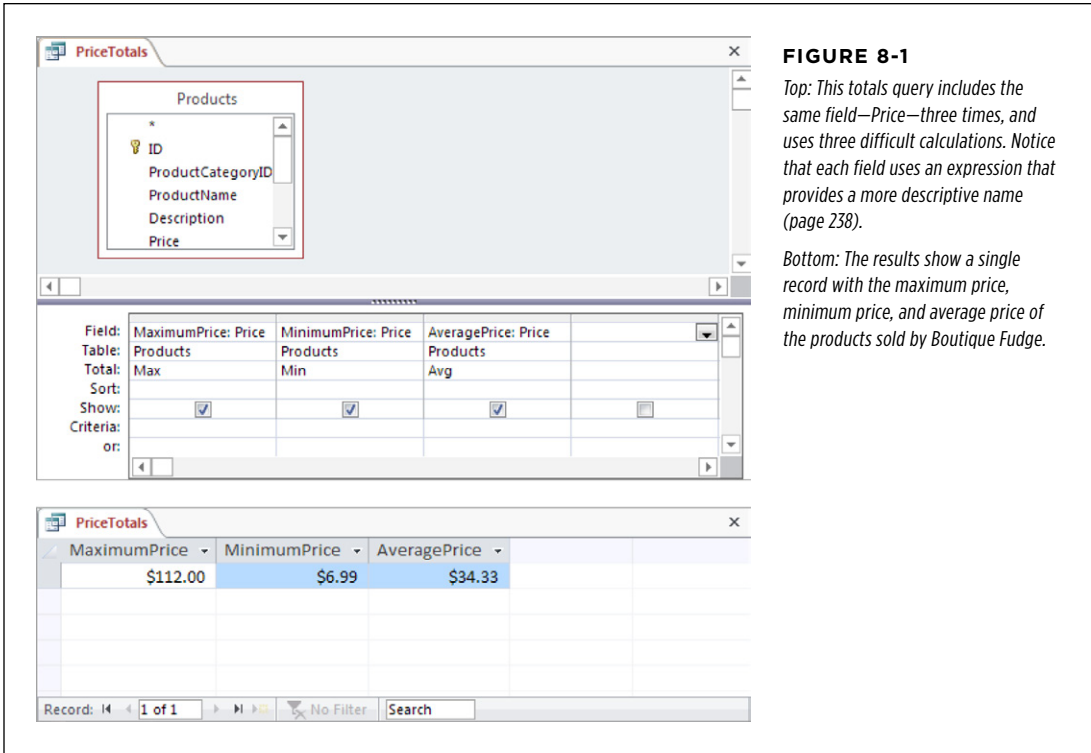 PriceTotals
Products
*
ID
ProductCategoryID
ProductName
Description
Price
Field: MaximumPrice: Price MinimumPrice: Price AveragePrice: Price
Table: Products Products Products
Total: Max Min Avg
Sort:
Show:
Criteria:
or:
PriceTotals
MaximumPrice MinimumPrice AveragePrice
$112.00 $6.99 $34.33
Record: 1 of 1 No Filter Search
FIGURE 8-1
Top: This totals query includes the
same field—Price—three times, and
uses three difficult calculations. Notice
that each field uses an expression that
provides a more descriptive name
(page 238).
Bottom: The results show a single
record with the maximum price,
minimum price, and average price of
the products sold by Boutique Fudge.